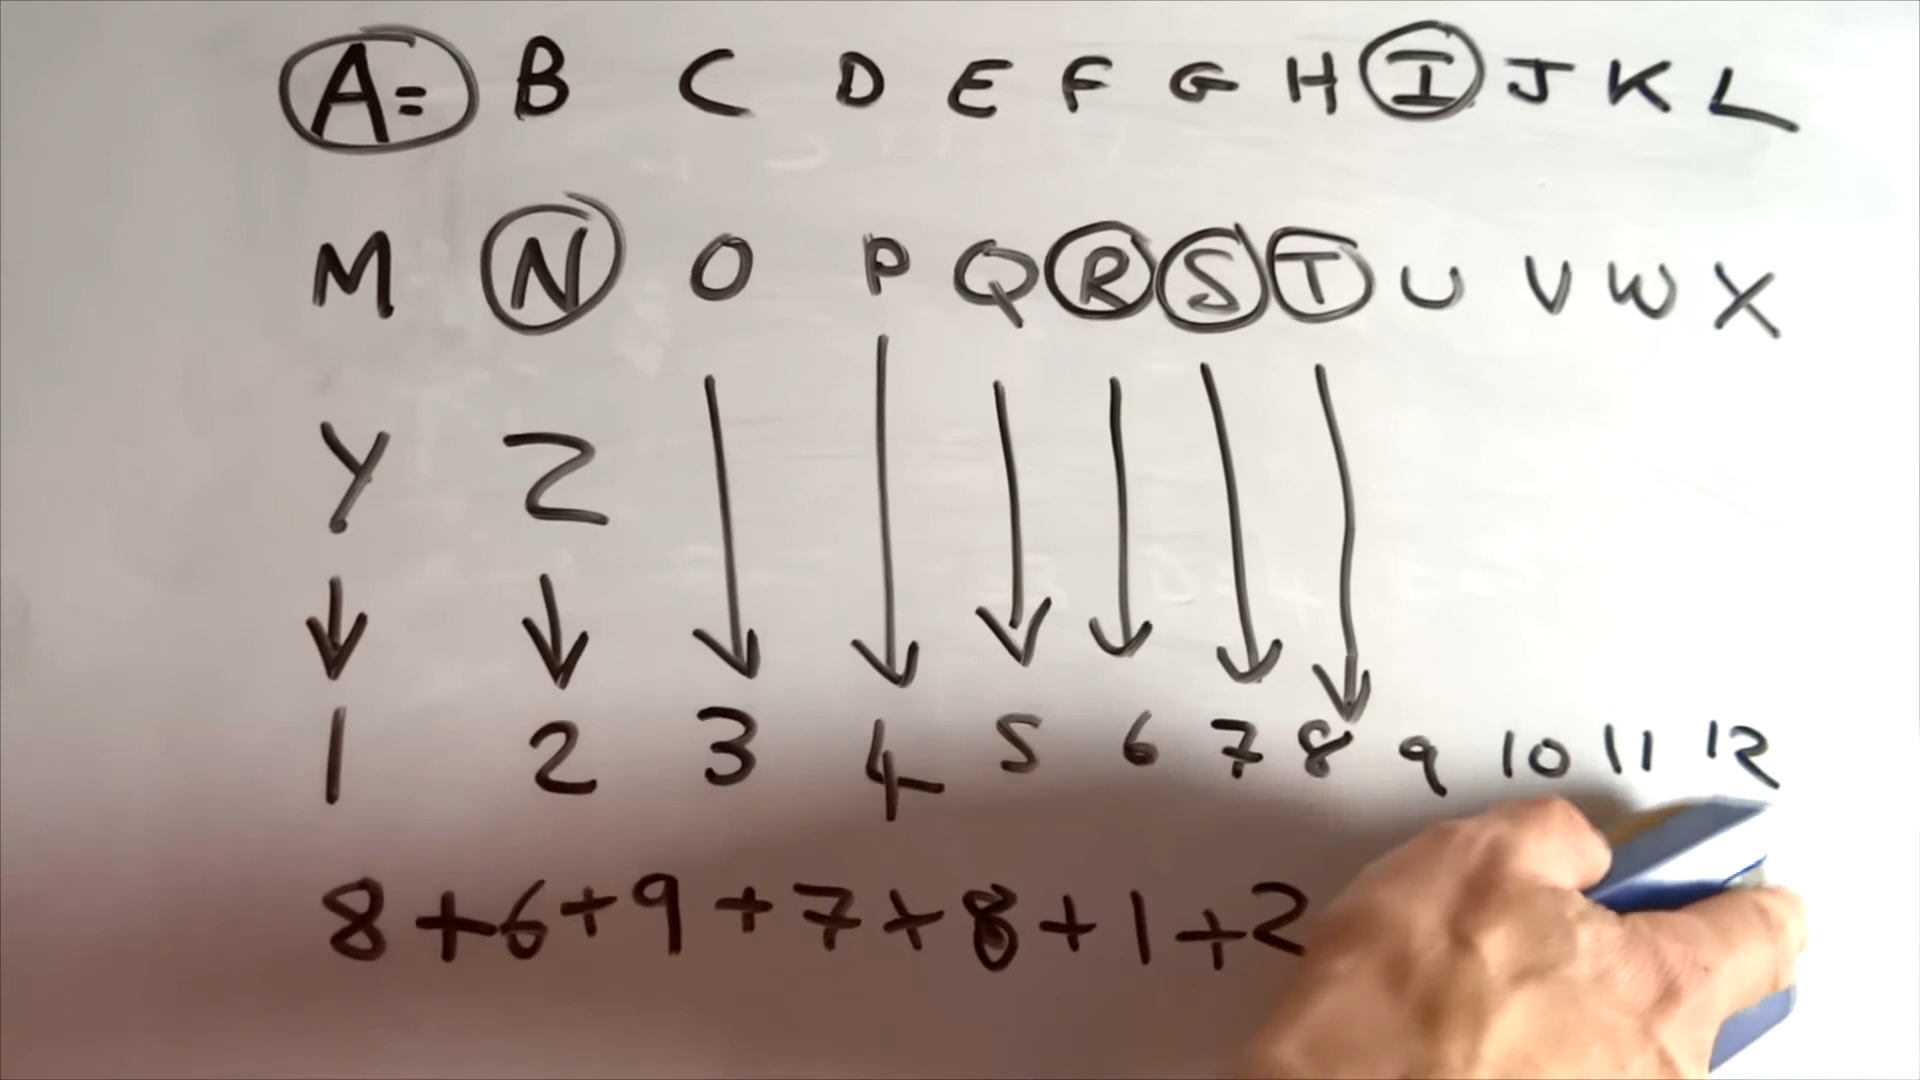 A= B C D E F G H I J K L
M N O P Q R S T U V W X
Y Z
1 2 3 4 5 6 7 8 9 10 11 12
8+6+9+7+8+1+2